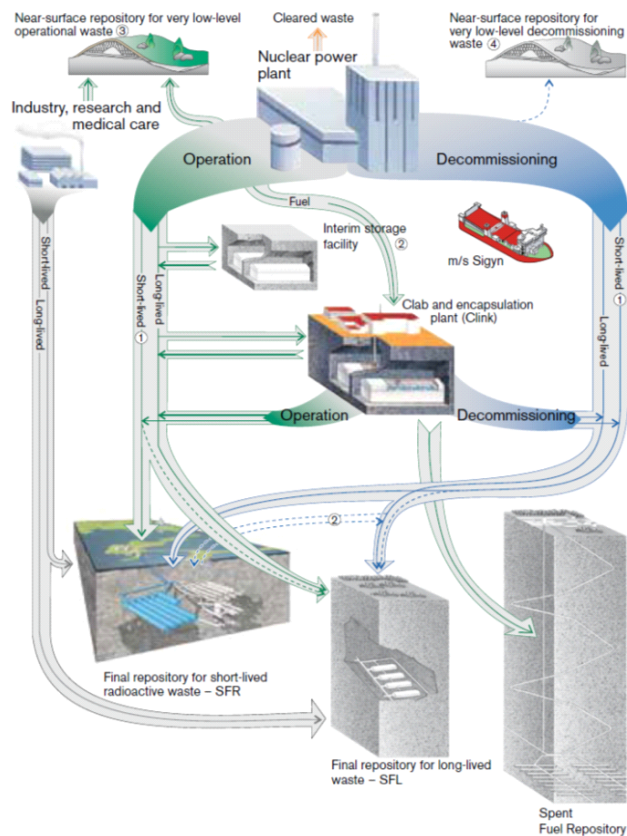 Near-surface repository for very low-level
operational waste ③
Cleared waste
Nuclear power
plant
Near-surface repository for
very low-level decommissioning
waste ④
Industry, research and
medical care
Operation
Decommissioning
Fuel
②
Interim storage
facility
m/s Sigyn
Short-lived
Long-lived
Short-lived ①
Long-lived
Long-lived
Short-lived ①
Clab and encapsulation
plant (Clink)
Operation
Decommissioning
②
Final repository for short-lived
radioactive waste – SFR
Final repository for long-lived
waste – SFL
Spent
Fuel Repository